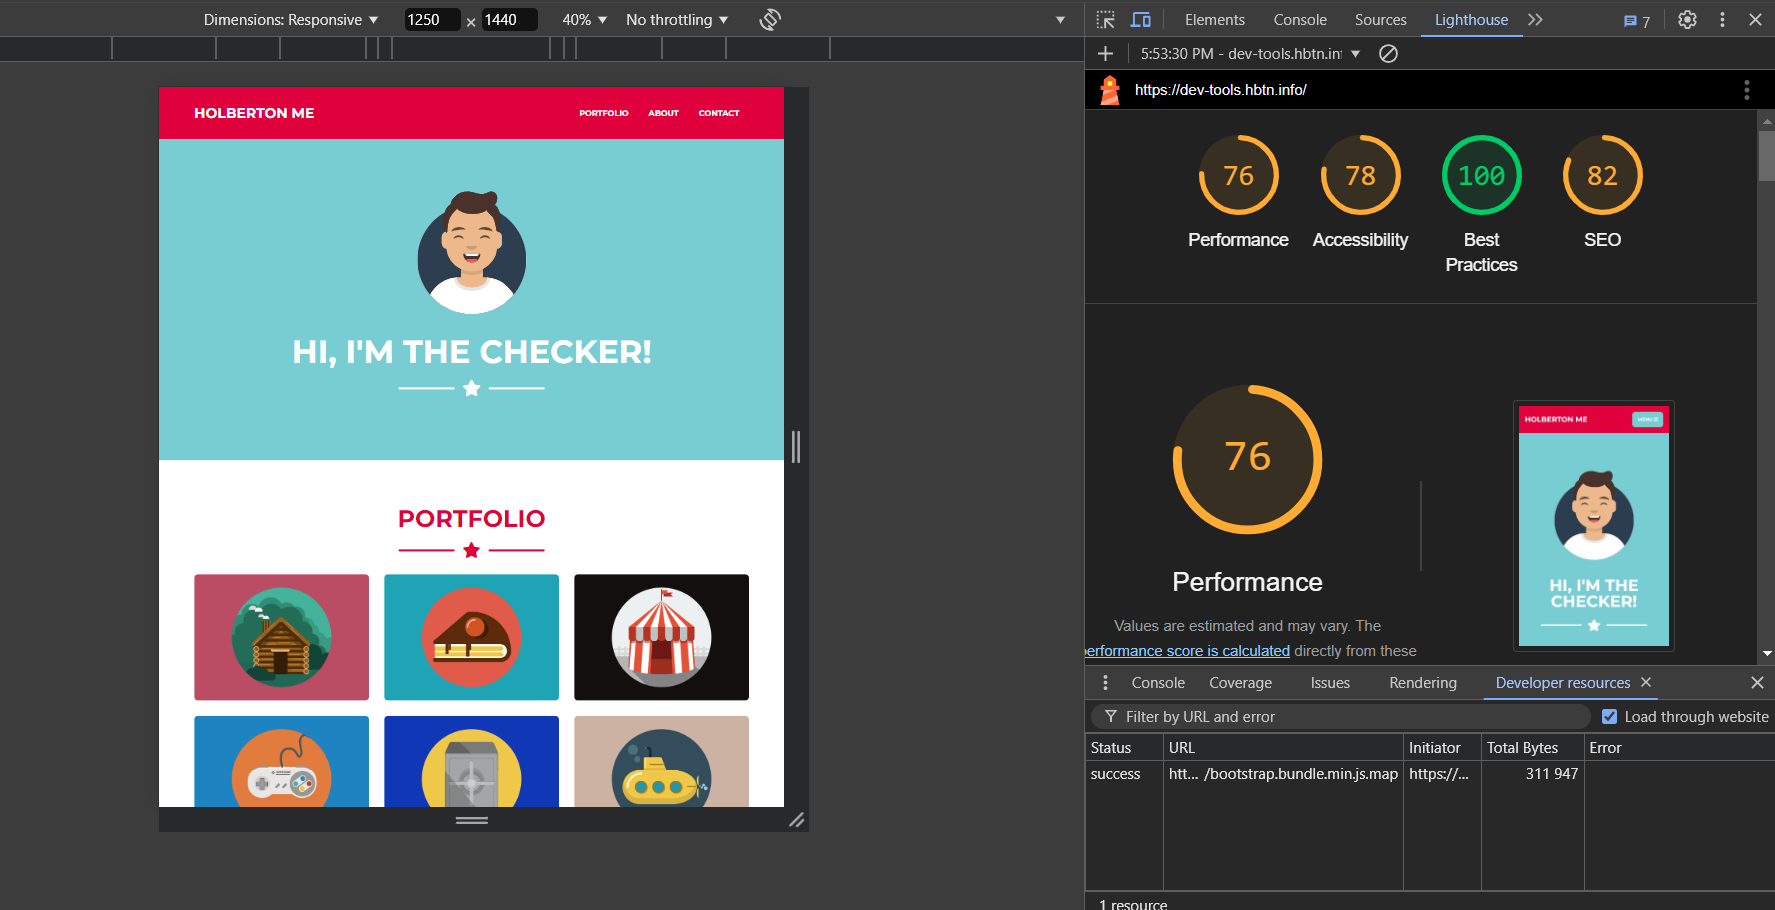 Dimensions: Responsive 1250 × 1440 40% No throttling
HOLBERTON ME PORTFOLIO ABOUT CONTACT
HI, I'M THE CHECKER!
PORTFOLIO
Elements Console Sources Lighthouse 7
5:53:30 PM - dev-tools.hbtn.in
https://dev-tools.hbtn.info/
76 78 100 82
Performance Accessibility Best SEO
Practices
76
Performance
Values are estimated and may vary. The
performance score is calculated directly from these
HOLBERTON ME MENU
HI, I'M THE
CHECKER!
Console Coverage Issues Rendering Developer resources
Filter by URL and error Load through website
Status URL Initiator Total Bytes Error
success htt... /bootstrap.bundle.min.js.map https://... 311 947
1 resource